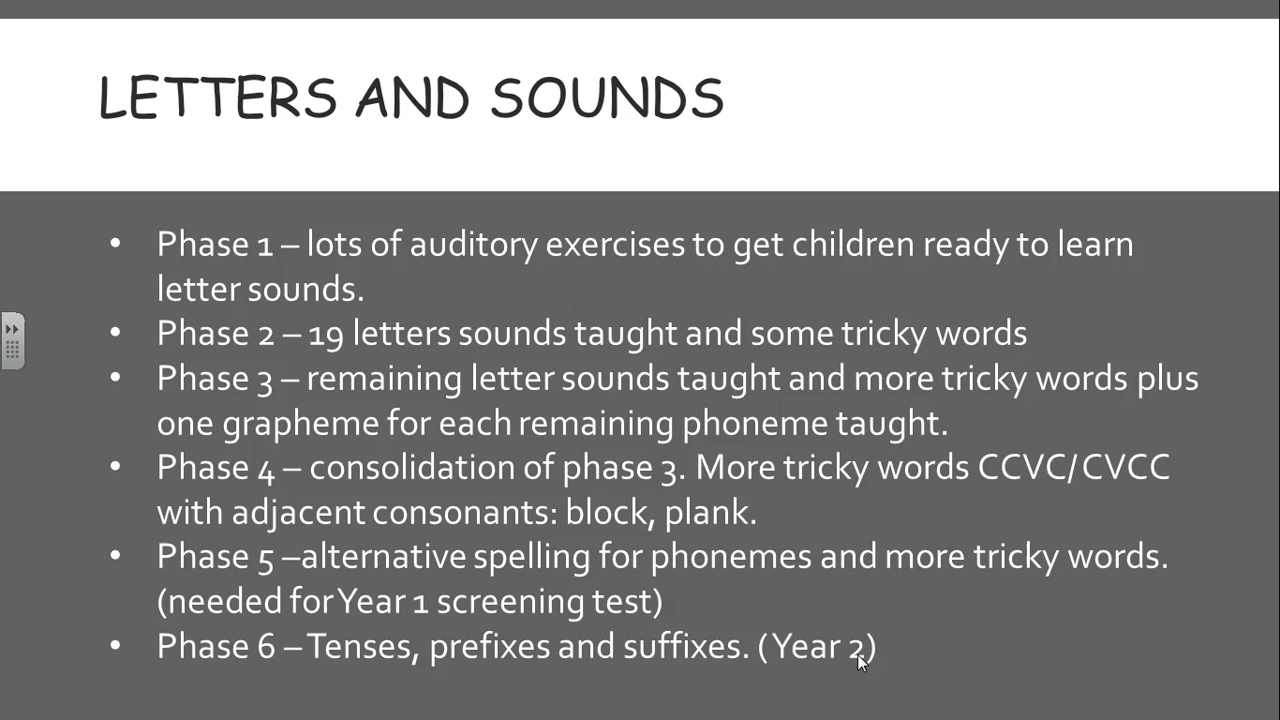 LETTERS AND SOUNDS
• Phase 1 – lots of auditory exercises to get children ready to learn
letter sounds.
• Phase 2 – 19 letters sounds taught and some tricky words
• Phase 3 – remaining letter sounds taught and more tricky words plus
one grapheme for each remaining phoneme taught.
• Phase 4 – consolidation of phase 3. More tricky words CCVC/CVCC
with adjacent consonants: block, plank.
• Phase 5 –alternative spelling for phonemes and more tricky words.
(needed for Year 1 screening test)
• Phase 6 – Tenses, prefixes and suffixes. (Year 2)